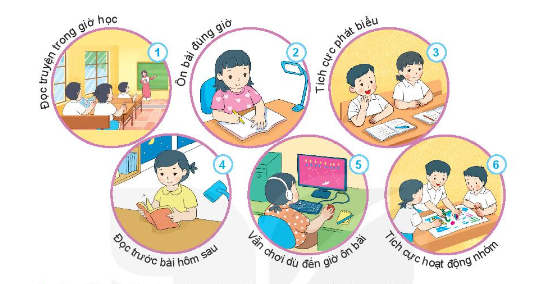 Đọc truyện trong giờ học
1
Ôn bài đúng giờ
2
Tích cực phát biểu
3
4
Đọc trước bài hôm sau
5
Vẫn chơi dù đến giờ ôn bài
6
Tích cực hoạt động nhóm